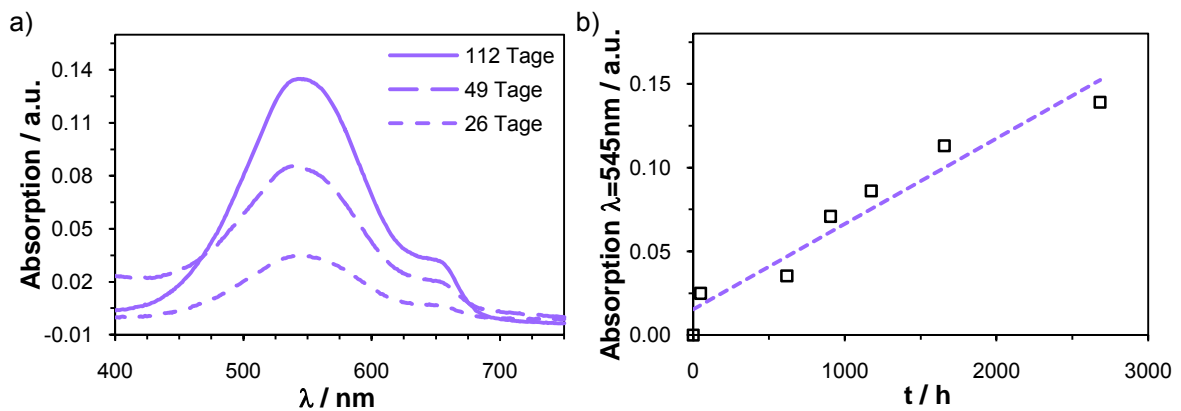 a)
Absorption / a.u.
0.14
0.11
0.08
0.05
0.02
-0.01
112 Tage
49 Tage
26 Tage
400
500
600
700
λ / nm
b)
Absorption λ=545nm / a.u.
0.15
0.10
0.05
0.00
0
1000
2000
3000
t / h